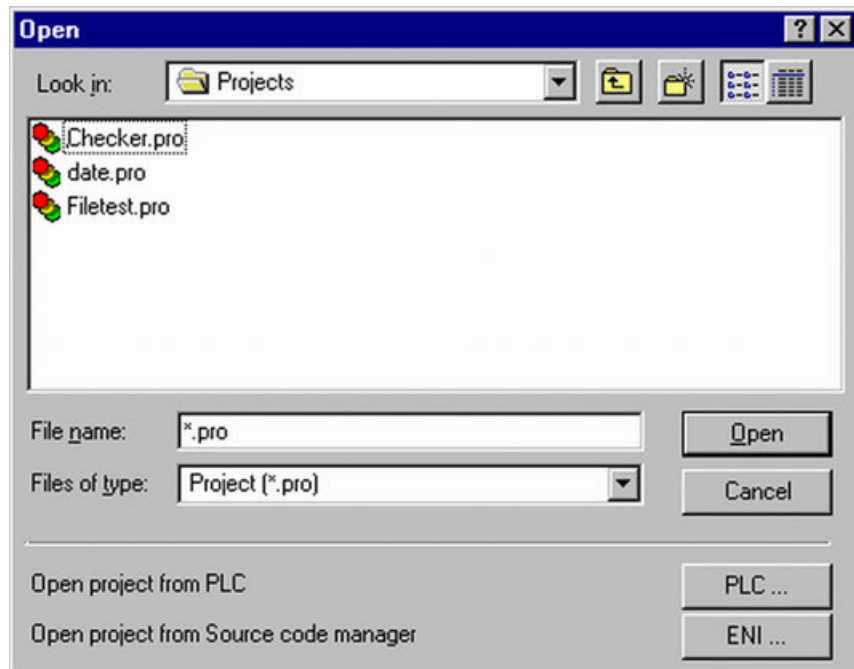 Open
Look in: Projects
Checker.pro
date.pro
Filetest.pro
File name: *.pro Open
Files of type: Project (*.pro) Cancel
Open project from PLC PLC ...
Open project from Source code manager ENI ...